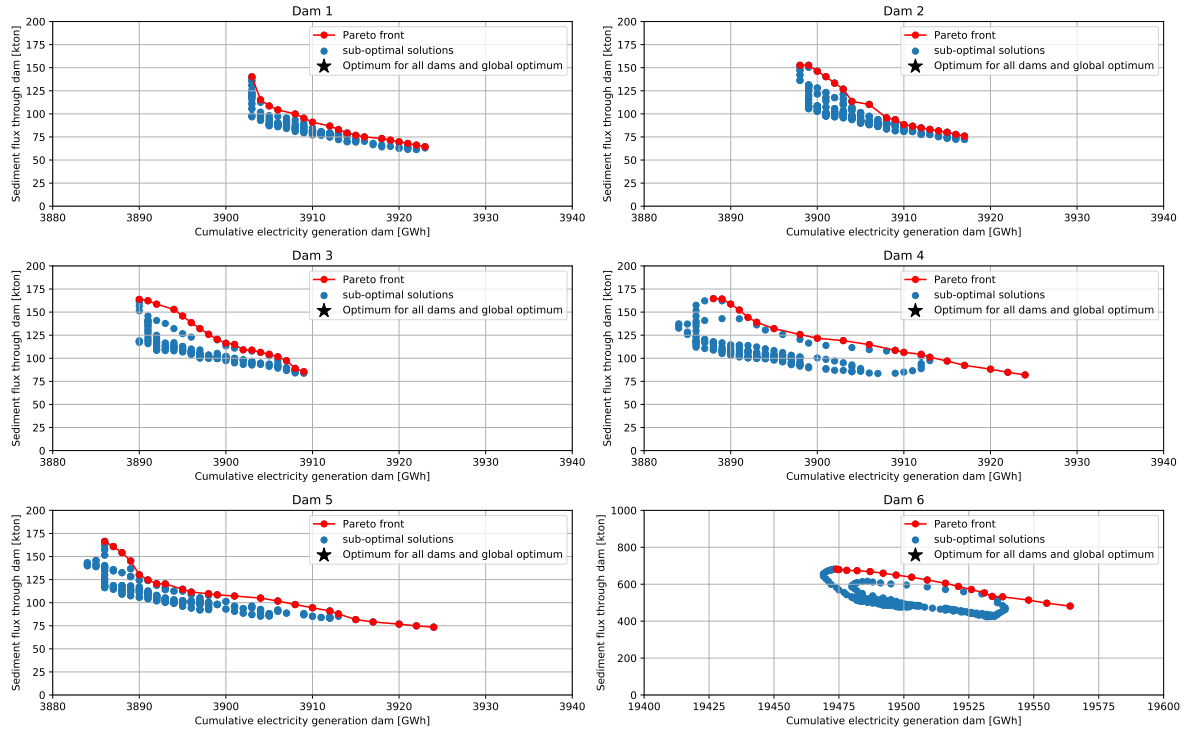 Dam 1
200
175
150
125
100
75
50
25
0
Sediment flux through dam [kton]
Pareto front
sub-optimal solutions
Optimum for all dams and global optimum
3880 3890 3900 3910 3920 3930 3940
Cumulative electricity generation dam [GWh]
Dam 2
200
175
150
125
100
75
50
25
0
Sediment flux through dam [kton]
Pareto front
sub-optimal solutions
Optimum for all dams and global optimum
3880 3890 3900 3910 3920 3930 3940
Cumulative electricity generation dam [GWh]
Dam 3
200
175
150
125
100
75
50
25
0
Sediment flux through dam [kton]
Pareto front
sub-optimal solutions
Optimum for all dams and global optimum
3880 3890 3900 3910 3920 3930 3940
Cumulative electricity generation dam [GWh]
Dam 4
200
175
150
125
100
75
50
25
0
Sediment flux through dam [kton]
Pareto front
sub-optimal solutions
Optimum for all dams and global optimum
3880 3890 3900 3910 3920 3930 3940
Cumulative electricity generation dam [GWh]
Dam 5
200
175
150
125
100
75
50
25
0
Sediment flux through dam [kton]
Pareto front
sub-optimal solutions
Optimum for all dams and global optimum
3880 3890 3900 3910 3920 3930 3940
Cumulative electricity generation dam [GWh]
Dam 6
1000
800
600
400
200
0
Sediment flux through dam [kton]
Pareto front
sub-optimal solutions
Optimum for all dams and global optimum
19400 19425 19450 19475 19500 19525 19550 19575 19600
Cumulative electricity generation dam [GWh]